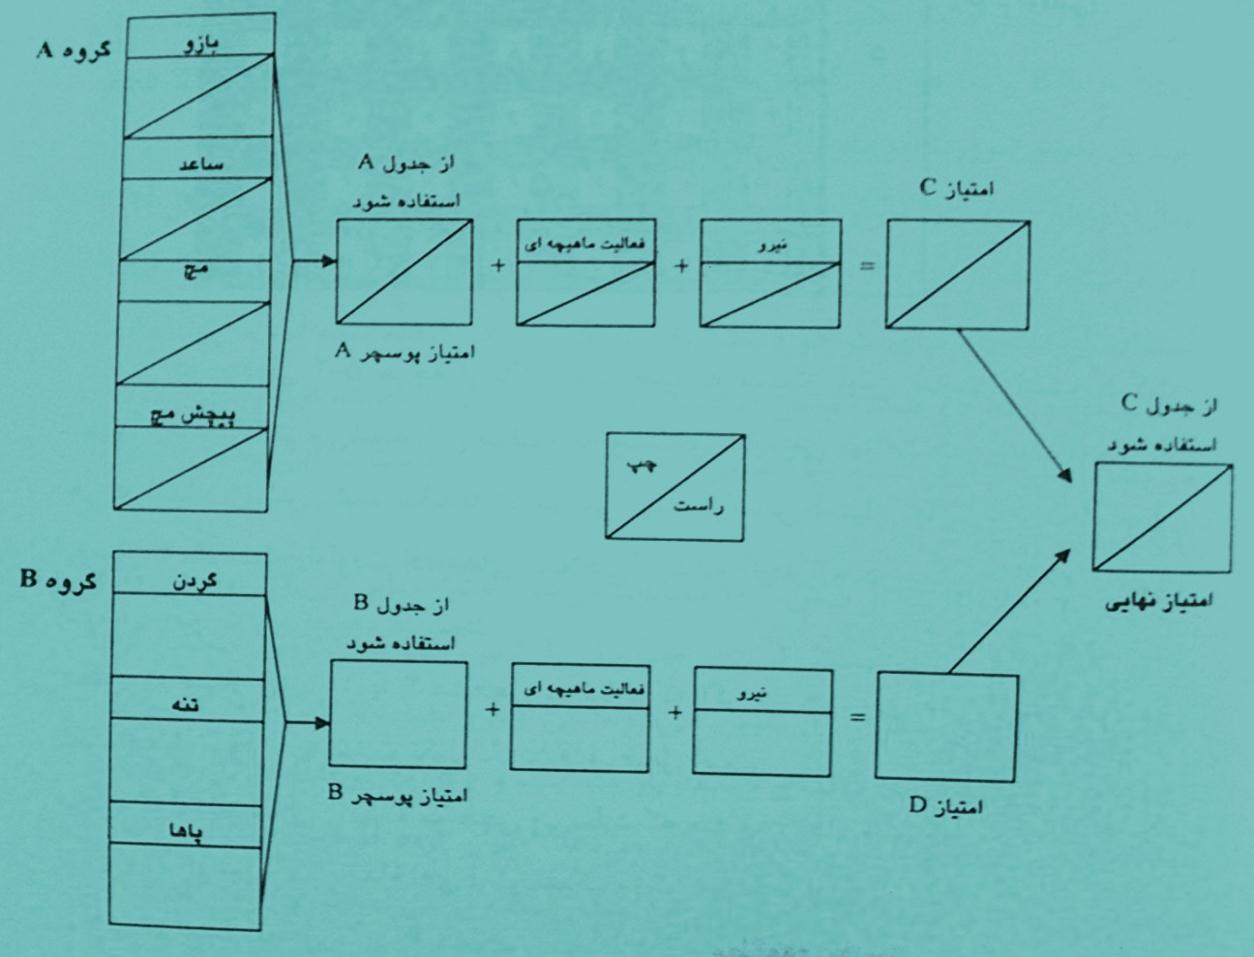 گروه A
بازو
ساعد
مچ
پیچش مچ
از جدول A
استفاده شود
امتیاز پوسچر A
+
فعالیت ماهیچه ای
+
نیرو
=
امتیاز C
چپ
راست
از جدول C
استفاده شود
امتیاز نهایی
گروه B
گردن
تنه
پاها
از جدول B
استفاده شود
امتیاز پوسچر B
+
فعالیت ماهیچه ای
+
نیرو
=
امتیاز D